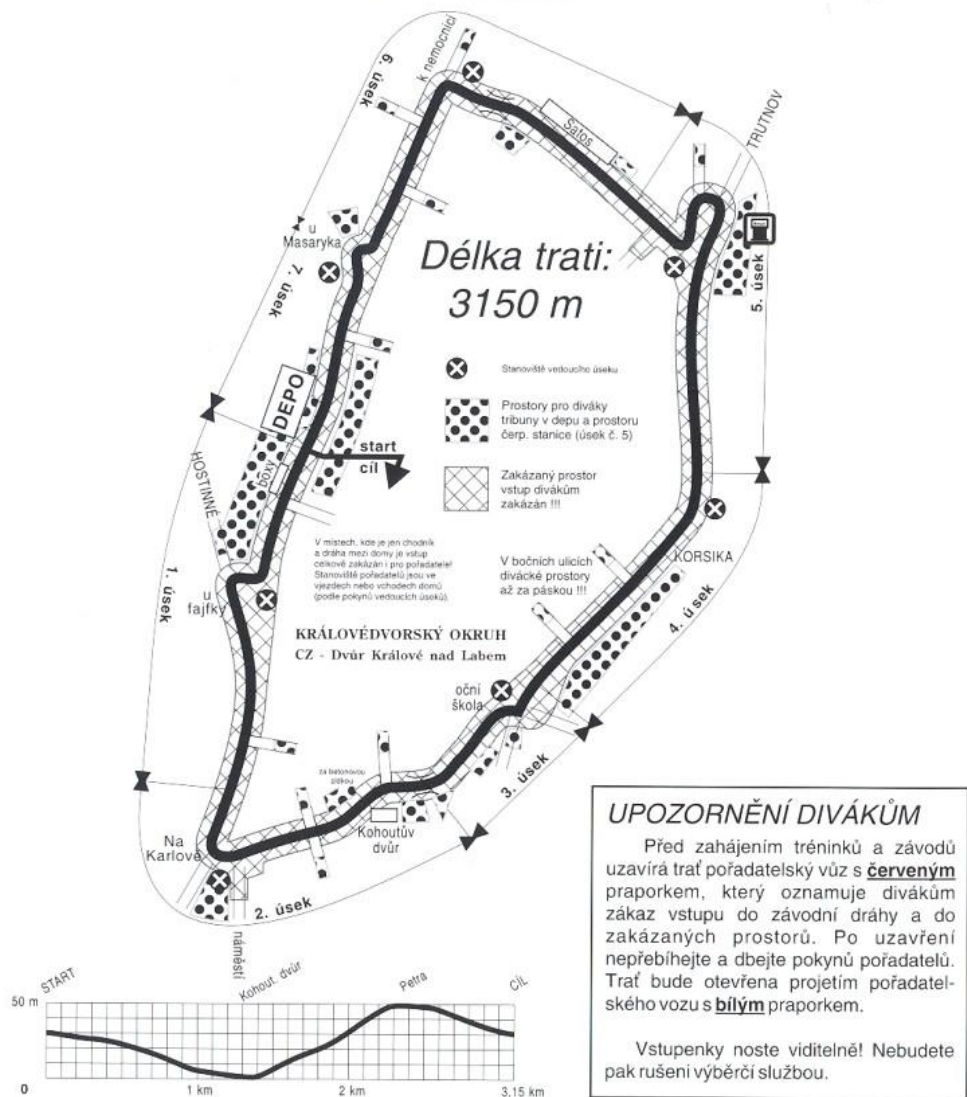 k nemocnici
6. úsek
Satoš
TRUTNOV
u
Masaryka
7. úsek
Délka trati:
3150 m
5. úsek
Stanoviště vedoucího úseku
Prostory pro diváky
tribuny v depu a prostoru
čerp. stanice (úsek č. 5)
DEPO
start
cíl
boxy
HOSTINNÉ
Zakázaný prostor
vstup divákům
zakázán !!!
V místech, kde je jen chodník
a dráha mezi domy je vstup
celkově zakázán i pro pořadatele!
Stanoviště pořadatelů jsou ve
vjezdech nebo vchodech domů
(podle pokynů vedoucích úseků).
V bočních ulicích
divácké prostory
až za páskou !!!
KORSIKA
1. úsek
u
fajfky
4. úsek
KRÁLOVÉDVORSKÝ OKRUH
CZ - Dvůr Králové nad Labem
oční
škola
3. úsek
za betonovou
zídkou
Kohoutův
dvůr
Na
Karlově
2. úsek
náměstí
UPOZORNĚNÍ DIVÁKŮM
Před zahájením tréninků a závodů
uzavírá trať pořadatelský vůz s červeným
praporkem, který oznamuje divákům
zákaz vstupu do závodní dráhy a do
zakázaných prostorů. Po uzavření
nepřebíhejte a dbejte pokynů pořadatelů.
Trať bude otevřena projetím pořadatel-
ského vozu s bílým praporkem.
Vstupenky noste viditelně! Nebudete
pak rušeni výběrčí službou.
START
Kohout. dvůr
Petra
CÍL
50 m
0
1 km
2 km
3.15 km